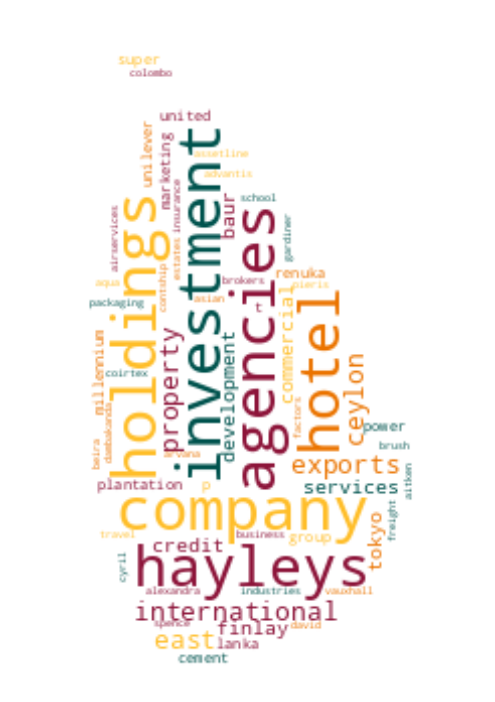 super
colombo
united
unilever
marketing
investment
assetline
advantis
insurance
holdings
school
baur
agencies
airservices
gardiner
estates
contship
renuka
aqua
brokers
pieris
asian
packaging
commercial
hotel
t
millennium
property
development
ceylon
coirtex
factors
dambakanda
power
brush
beira
arvana
exports
aitken
plantation
p
services
company
freight
tokyo
travel
business
group
credit
hayleys
cyril
alexandra
industries
vauxhall
international
spence
finlay
david
east
lanka
cement